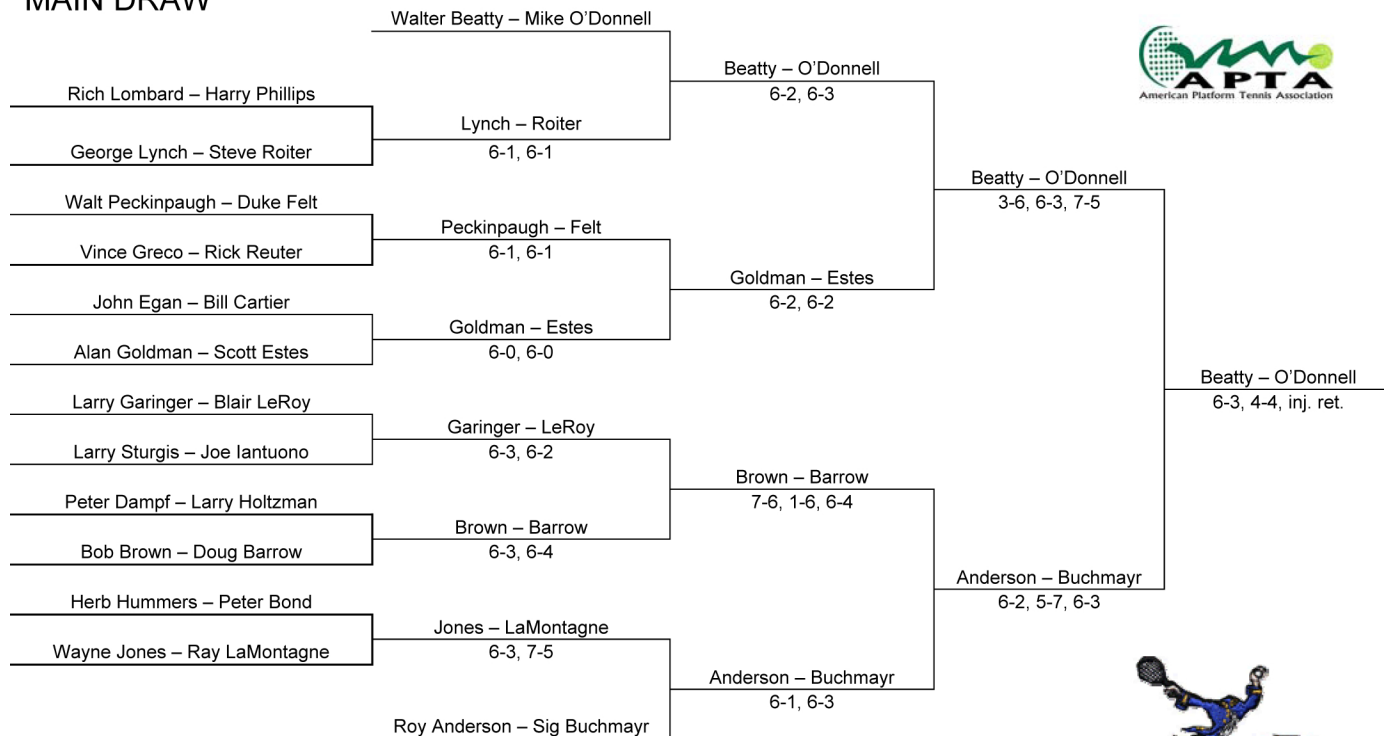 MAIN DRAW
Walter Beatty – Mike O'Donnell
Rich Lombard – Harry Phillips
George Lynch – Steve Roiter
Walt Peckinpaugh – Duke Felt
Vince Greco – Rick Reuter
John Egan – Bill Cartier
Alan Goldman – Scott Estes
Larry Garinger – Blair LeRoy
Larry Sturgis – Joe Iantuono
Peter Dampf – Larry Holtzman
Bob Brown – Doug Barrow
Herb Hummers – Peter Bond
Wayne Jones – Ray LaMontagne
Lynch – Roiter
6-1, 6-1
Peckinpaugh – Felt
6-1, 6-1
Goldman – Estes
6-0, 6-0
Garinger – LeRoy
6-3, 6-2
Brown – Barrow
6-3, 6-4
Jones – LaMontagne
6-3, 7-5
Roy Anderson – Sig Buchmayr
Beatty – O'Donnell
6-2, 6-3
Goldman – Estes
6-2, 6-2
Brown – Barrow
7-6, 1-6, 6-4
Anderson – Buchmayr
6-1, 6-3
Beatty – O'Donnell
3-6, 6-3, 7-5
Anderson – Buchmayr
6-2, 5-7, 6-3
Beatty – O'Donnell
6-3, 4-4, inj. ret.
APTA
American Platform Tennis Association